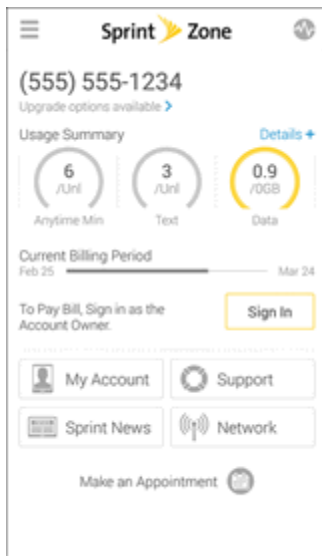 Sprint Zone
(555) 555-1234
Upgrade options available >
Usage Summary Details +
6 3 0.9
/Unl /Unl /0GB
Anytime Min Text Data
Current Billing Period
Feb 25 Mar 24
To Pay Bill, Sign in as the
Account Owner.
Sign In
My Account Support
Sprint News Network
Make an Appointment